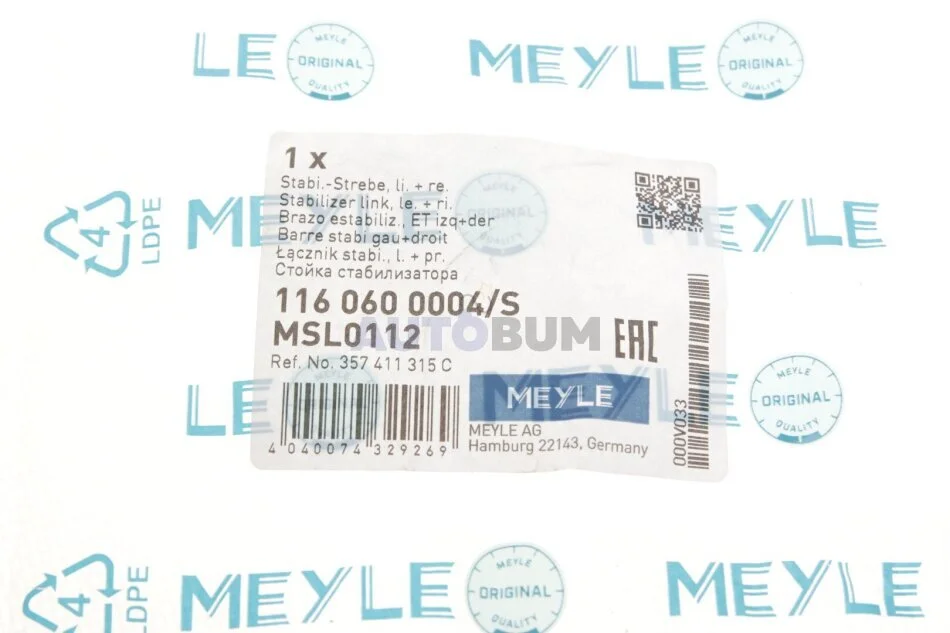 LE
MEYLE
ORIGINAL
QUALITY
MEYLE
MEYLE
ORIGINAL
QUALITY
1 x
Stabi.-Strebe, li. + re.
Stabilizer link, le. + ri.
Brazo estabiliz., ET izq+der
Barre stabi gau+droit
Łącznik stabi., l. + pr.
Стойка стабилизатора
116 060 0004/S
MSL0112
Ref. No. 357 411 315 C
4 040074 329269
EAC
MEYLE
MEYLE AG
Hamburg 22143, Germany
000V033
AUTOBUM
4
LDPE
MEYLE
ORIGINAL
QUALITY
LE
MEYLE
ORIGINAL
QUALITY
4
LDPE
MEYLE
MEYLE
ORIGINAL
QUALITY
MEYLE